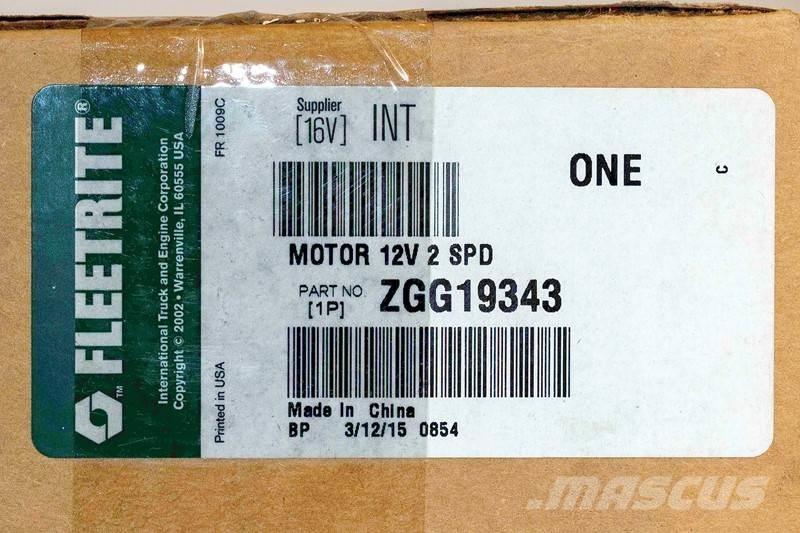 FLEETRITE®
TM
International Truck and Engine Corporation
Copyright © 2002 • Warrenville, IL 60555 USA
FR 1009C
Printed in USA
Supplier
[16V] INT
ONE
C
MOTOR 12V 2 SPD
PART NO. ZGG19343
[1P]
Made In China
BP 3/12/15 0854
.mascus